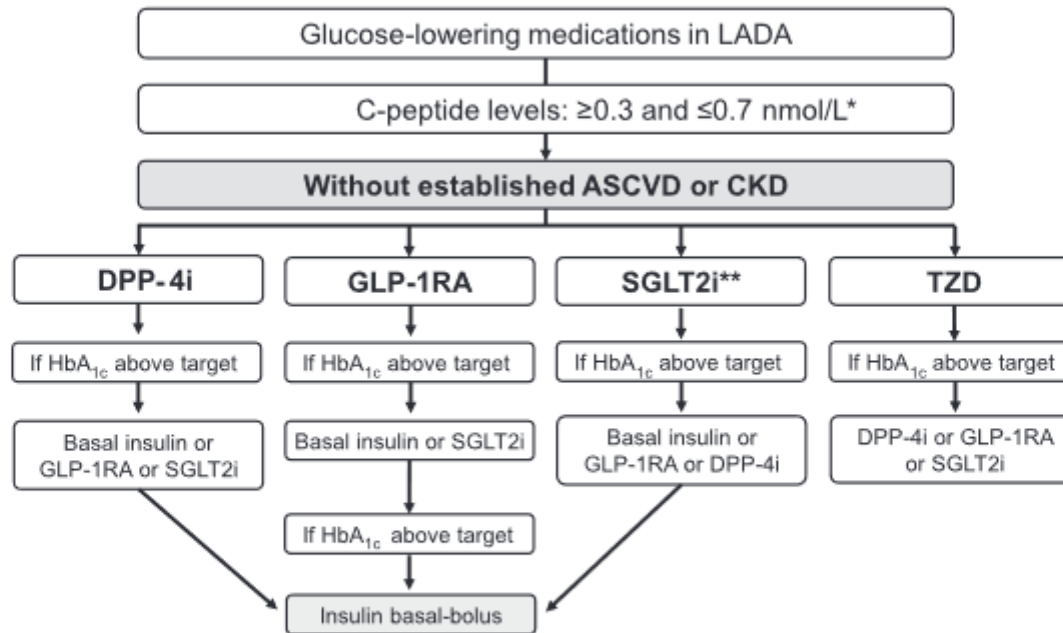 Glucose-lowering medications in LADA
C-peptide levels: ≥0.3 and ≤0.7 nmol/L*
Without established ASCVD or CKD
DPP-4i
GLP-1RA
SGLT2i**
TZD
If HbA1c above target
If HbA1c above target
If HbA1c above target
If HbA1c above target
Basal insulin or
GLP-1RA or SGLT2i
Basal insulin or SGLT2i
Basal insulin or
GLP-1RA or DPP-4i
DPP-4i or GLP-1RA
or SGLT2i
If HbA1c above target
Insulin basal-bolus